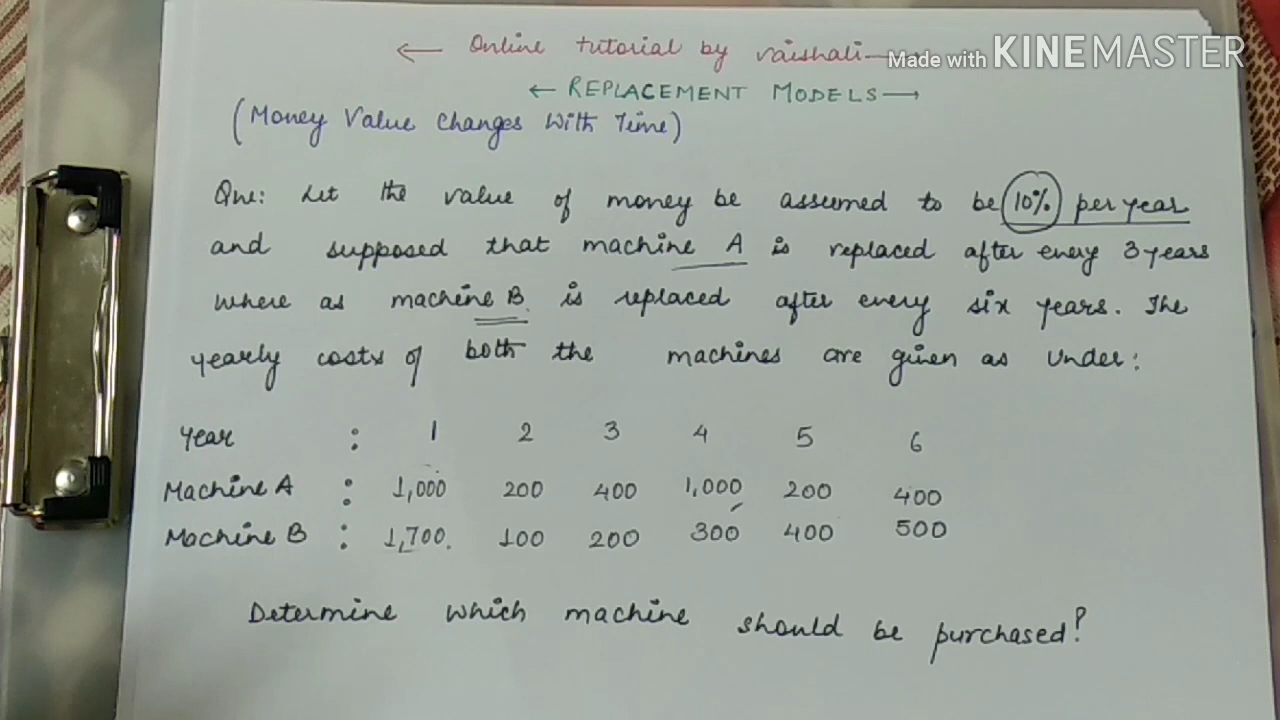 ← Online tutorial by Vaishali →
Made with KINEMASTER
← REPLACEMENT MODELS →
(Money Value Changes With Time)
Que: Let the value of money be assumed to be 10% per year
and supposed that machine A is replaced after every 3 years
where as machine B is replaced after every six years. The
yearly costs of both the machines are given as under:
Year : 1 2 3 4 5 6
Machine A : 1,000 200 400 1,000 200 400
Machine B : 1,700 100 200 300 400 500
Determine which machine should be purchased?